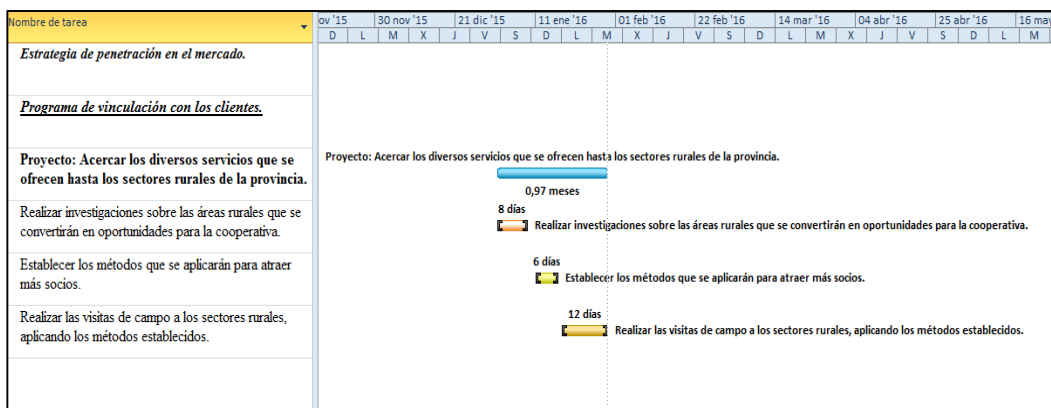 Nombre de tarea
ov '15 30 nov '15 21 dic '15 11 ene '16 01 feb '16 22 feb '16 14 mar '16 04 abr '16 25 abr '16 16 may
D L M X J V S D L M X J V S D L M X J V S D L M
Estrategia de penetración en el mercado.
Programa de vinculación con los clientes.
Proyecto: Acercar los diversos servicios que se
ofrecen hasta los sectores rurales de la provincia.
Proyecto: Acercar los diversos servicios que se ofrecen hasta los sectores rurales de la provincia.
0,97 meses
Realizar investigaciones sobre las áreas rurales que se
convertirán en oportunidades para la cooperativa.
8 días
Realizar investigaciones sobre las áreas rurales que se convertirán en oportunidades para la cooperativa.
Establecer los métodos que se aplicarán para atraer
más socios.
6 días
Establecer los métodos que se aplicarán para atraer más socios.
Realizar las visitas de campo a los sectores rurales,
aplicando los métodos establecidos.
12 días
Realizar las visitas de campo a los sectores rurales, aplicando los métodos establecidos.